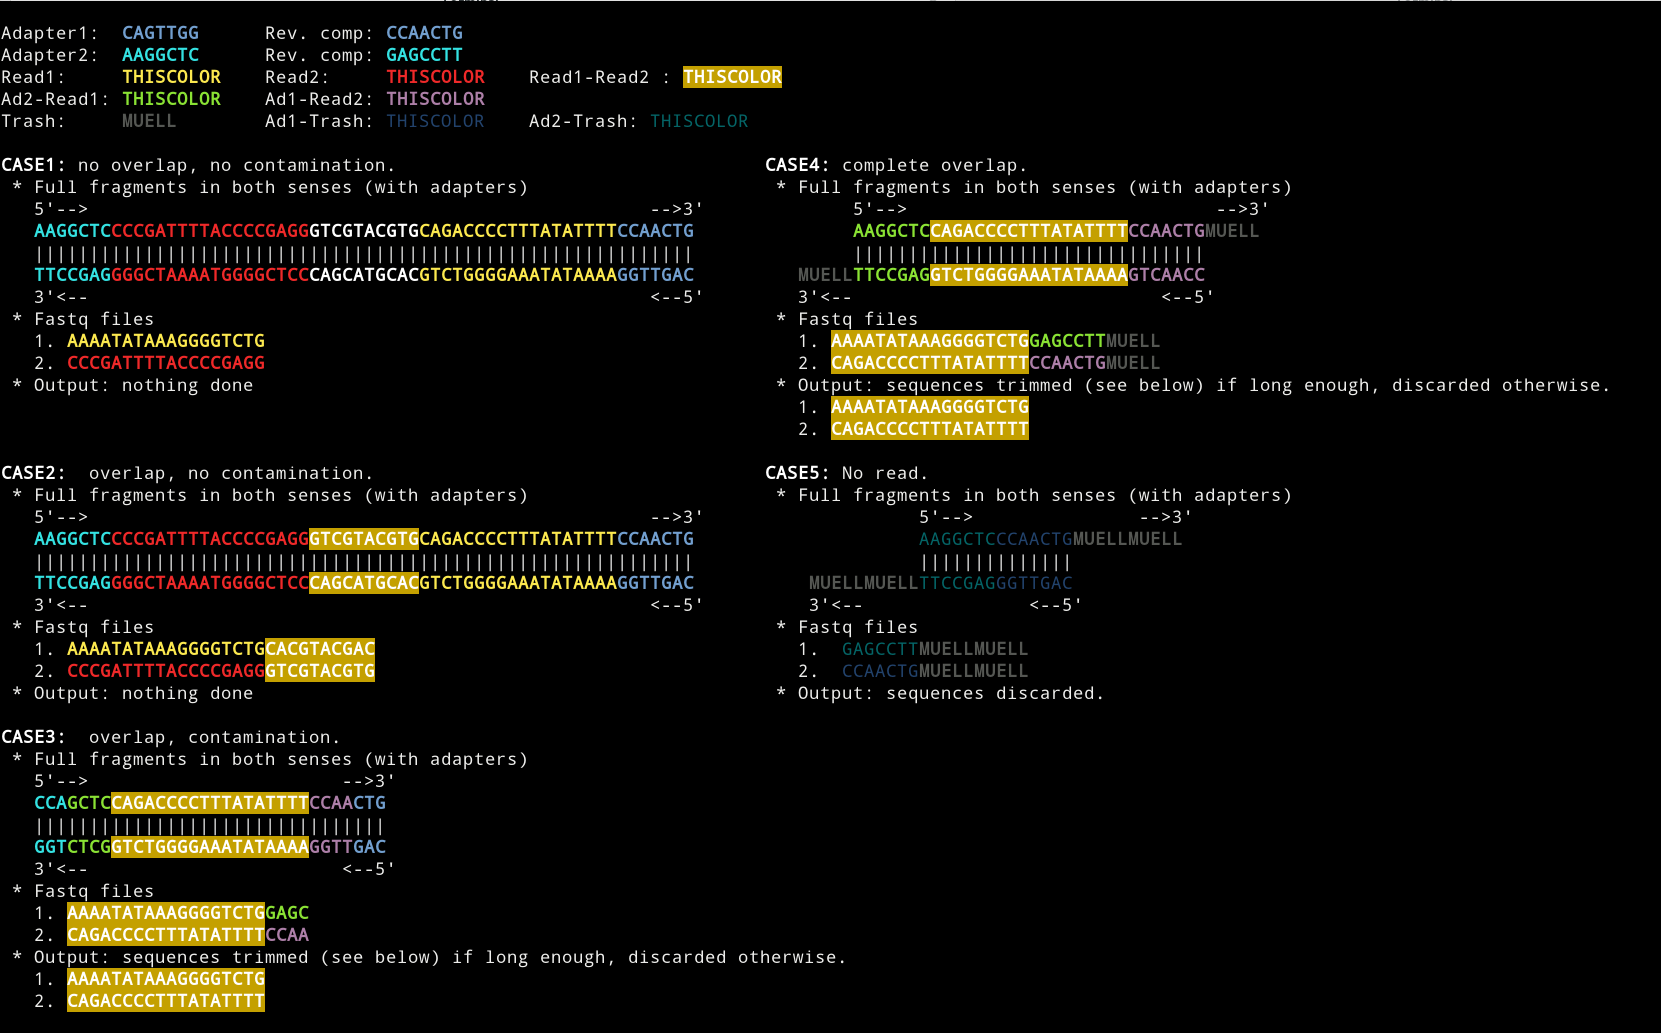 Adapter1: CAGTTGG Rev. comp: CCAACTG
Adapter2: AAGGCTC Rev. comp: GAGCCTT
Read1: THISCOLOR Read2: THISCOLOR Read1-Read2 : THISCOLOR
Ad2-Read1: THISCOLOR Ad1-Read2: THISCOLOR
Trash: MUELL Ad1-Trash: THISCOLOR Ad2-Trash: THISCOLOR
CASE1: no overlap, no contamination.
* Full fragments in both senses (with adapters)
5'--> -->3'
AAGGCTCCCCGATTTTACCCCGAGGGTCGTACGTGCAGACCCCTTTATATTTTCCAACTG
||||||||||||||||||||||||||||||||||||||||||||||||||||||||||||
TTCCGAGGGGCTAAAATGGGGCTCCCAGCATGCACGTCTGGGGAAATATAAAAGGTTGAC
3'<-- <--5'
* Fastq files
1. AAAATATAAAGGGGTCTG
2. CCCGATTTTACCCCGAGG
* Output: nothing done
CASE2: overlap, no contamination.
* Full fragments in both senses (with adapters)
5'--> -->3'
AAGGCTCCCCGATTTTACCCCGAGGGTCGTACGTGCAGACCCCTTTATATTTTCCAACTG
||||||||||||||||||||||||||||||||||||||||||||||||||||||||||||
TTCCGAGGGGCTAAAATGGGGCTCCCAGCATGCACGTCTGGGGAAATATAAAAGGTTGAC
3'<-- <--5'
* Fastq files
1. AAAATATAAAGGGGTCTGCACGTACGAC
2. CCCGATTTTACCCCGAGGGTCGTACGTG
* Output: nothing done
CASE3: overlap, contamination.
* Full fragments in both senses (with adapters)
5'--> -->3'
CCAGCTCCAGACCCCTTTATATTTTCCAACTG
||||||||||||||||||||||||||||||||
GGTCTCGGTCTGGGGAAATATAAAAGGTTGAC
3'<-- <--5'
* Fastq files
1. AAAATATAAAGGGGTCTGGAGC
2. CAGACCCCTTTATATTTTCCAA
* Output: sequences trimmed (see below) if long enough, discarded otherwise.
1. AAAATATAAAGGGGTCTG
2. CAGACCCCTTTATATTTT
CASE4: complete overlap.
* Full fragments in both senses (with adapters)
5'--> -->3'
AAGGCTCCAGACCCCTTTATATTTTCCAACTGMUELL
||||||||||||||||||||||||||||||||
MUELLTTCCGAGGTCTGGGGAAATATAAAAGTCAACC
3'<-- <--5'
* Fastq files
1. AAAATATAAAGGGGTCTGGAGCCTTMUELL
2. CAGACCCCTTTATATTTTCCAACTGMUELL
* Output: sequences trimmed (see below) if long enough, discarded otherwise.
1. AAAATATAAAGGGGTCTG
2. CAGACCCCTTTATATTTT
CASE5: No read.
* Full fragments in both senses (with adapters)
5'--> -->3'
AAGGCTCCCAACTGMUELLMUELL
||||||||||||||
MUELLMUELLTTCCGAGGGTTGAC
3'<-- <--5'
* Fastq files
1. GAGCCTTMUELLMUELL
2. CCAACTGMUELLMUELL
* Output: sequences discarded.